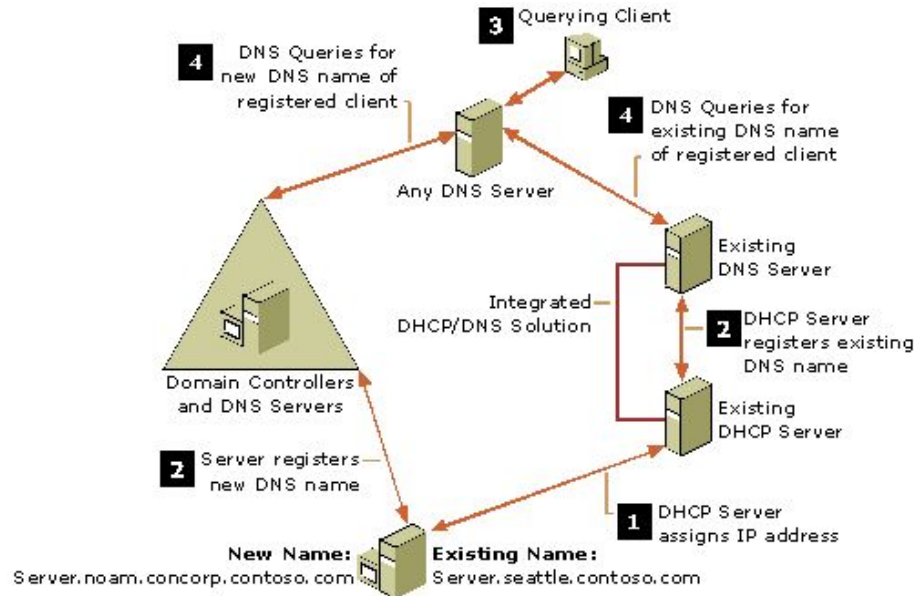 3 Querying Client
4 DNS Queries for
new DNS name of
registered client
4 DNS Queries for
existing DNS name
of registered client
Any DNS Server
Existing
DNS Server
Integrated
DHCP/DNS Solution
2 DHCP Server
registers existing
DNS name
Domain Controllers
and DNS Servers
Existing
DHCP Server
2 Server registers
new DNS name
1 DHCP Server
assigns IP address
New Name:
Server.noam.concorp.contoso.com
Existing Name:
Server.seattle.contoso.com